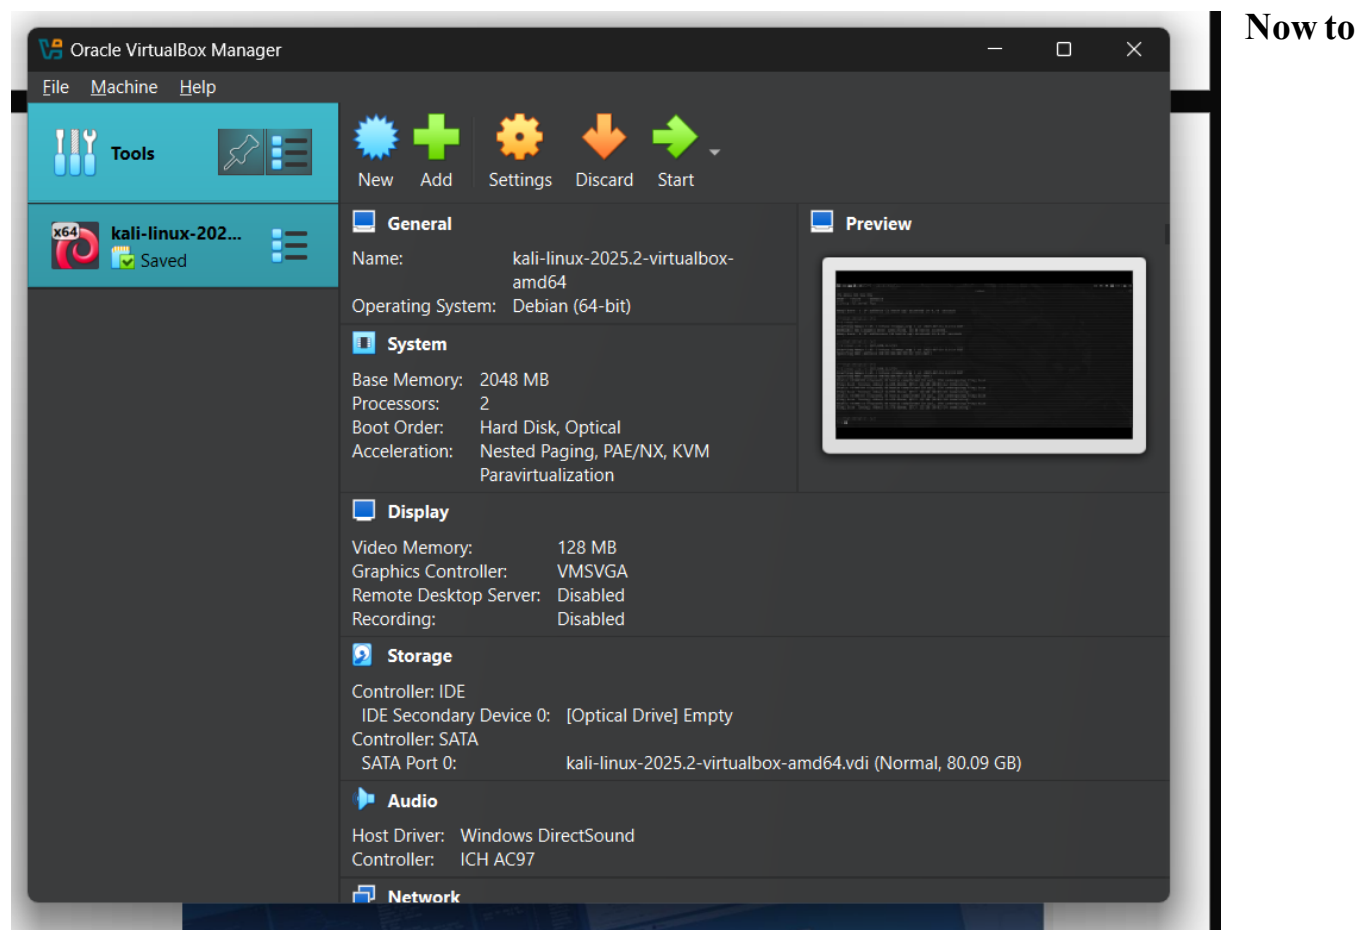 Now to
Oracle VirtualBox Manager
File Machine Help
Tools
New Add Settings Discard Start
x64
kali-linux-202...
Saved
General
Name: kali-linux-2025.2-virtualbox-
amd64
Operating System: Debian (64-bit)
Preview
System
Base Memory: 2048 MB
Processors: 2
Boot Order: Hard Disk, Optical
Acceleration: Nested Paging, PAE/NX, KVM
Paravirtualization
Display
Video Memory: 128 MB
Graphics Controller: VMSVGA
Remote Desktop Server: Disabled
Recording: Disabled
Storage
Controller: IDE
IDE Secondary Device 0: [Optical Drive] Empty
Controller: SATA
SATA Port 0: kali-linux-2025.2-virtualbox-amd64.vdi (Normal, 80.09 GB)
Audio
Host Driver: Windows DirectSound
Controller: ICH AC97
Network